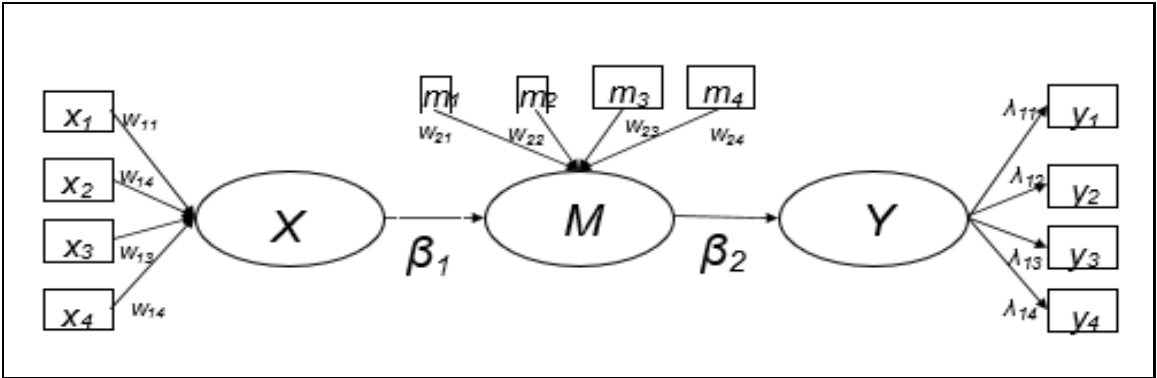 m₁ m₂ m₃ m₄
x₁ w₁₁ w₂₁ w₂₂ w₂₃ w₂₄ λ₁₁ y₁
x₂ w₁₄ λ₁₂ y₂
X M Y
x₃ w₁₃ β₁ β₂ λ₁₃ y₃
x₄ w₁₄ λ₁₄ y₄